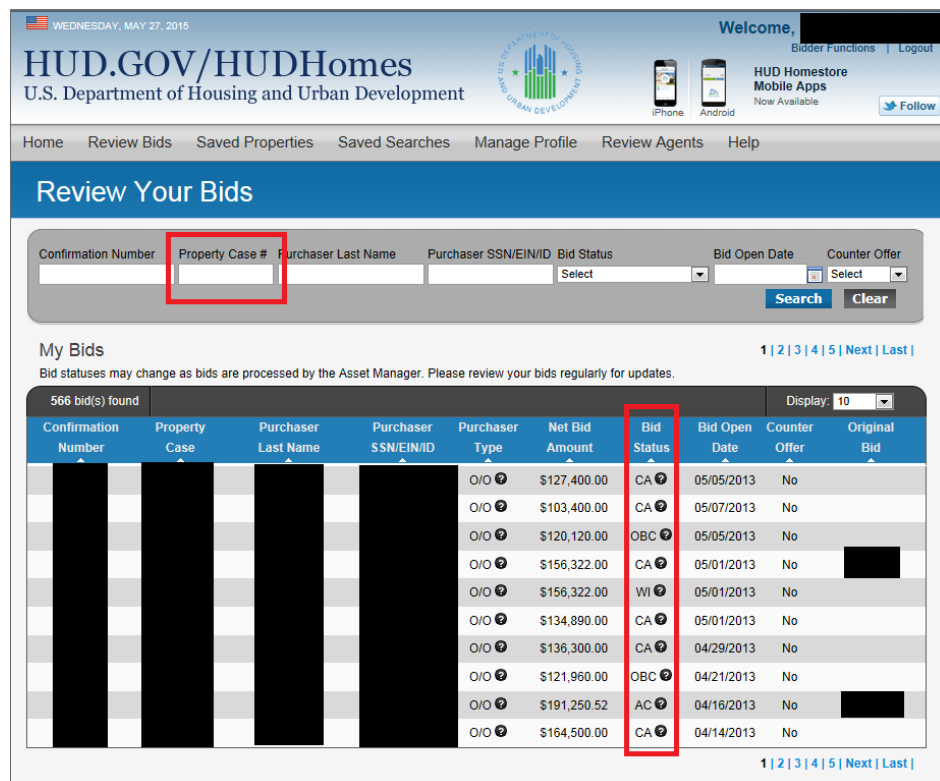 WEDNESDAY, MAY 27, 2015
Welcome,
Bidder Functions | Logout
HUD.GOV/HUDHomes
U.S. Department of Housing and Urban Development
U.S. DEPARTMENT OF HOUSING AND URBAN DEVELOPMENT
iPhone
Android
HUD Homestore
Mobile Apps
Now Available
Follow
Home Review Bids Saved Properties Saved Searches Manage Profile Review Agents Help
Review Your Bids
Confirmation Number Property Case # Purchaser Last Name Purchaser SSN/EIN/ID Bid Status Bid Open Date Counter Offer
Select Select
Search Clear
My Bids
1 | 2 | 3 | 4 | 5 | Next | Last |
Bid statuses may change as bids are processed by the Asset Manager. Please review your bids regularly for updates.
566 bid(s) found Display: 10
Confirmation Property Purchaser Purchaser Purchaser Net Bid Bid Bid Open Counter Original
Number Case Last Name SSN/EIN/ID Type Amount Status Date Offer Bid
O/O ? $127,400.00 CA ? 05/05/2013 No
O/O ? $103,400.00 CA ? 05/07/2013 No
O/O ? $120,120.00 OBC ? 05/05/2013 No
O/O ? $156,322.00 CA ? 05/01/2013 No
O/O ? $156,322.00 WI ? 05/01/2013 No
O/O ? $134,890.00 CA ? 05/01/2013 No
O/O ? $136,300.00 CA ? 04/29/2013 No
O/O ? $121,960.00 OBC ? 04/21/2013 No
O/O ? $191,250.52 AC ? 04/16/2013 No
O/O ? $164,500.00 CA ? 04/14/2013 No
1 | 2 | 3 | 4 | 5 | Next | Last |